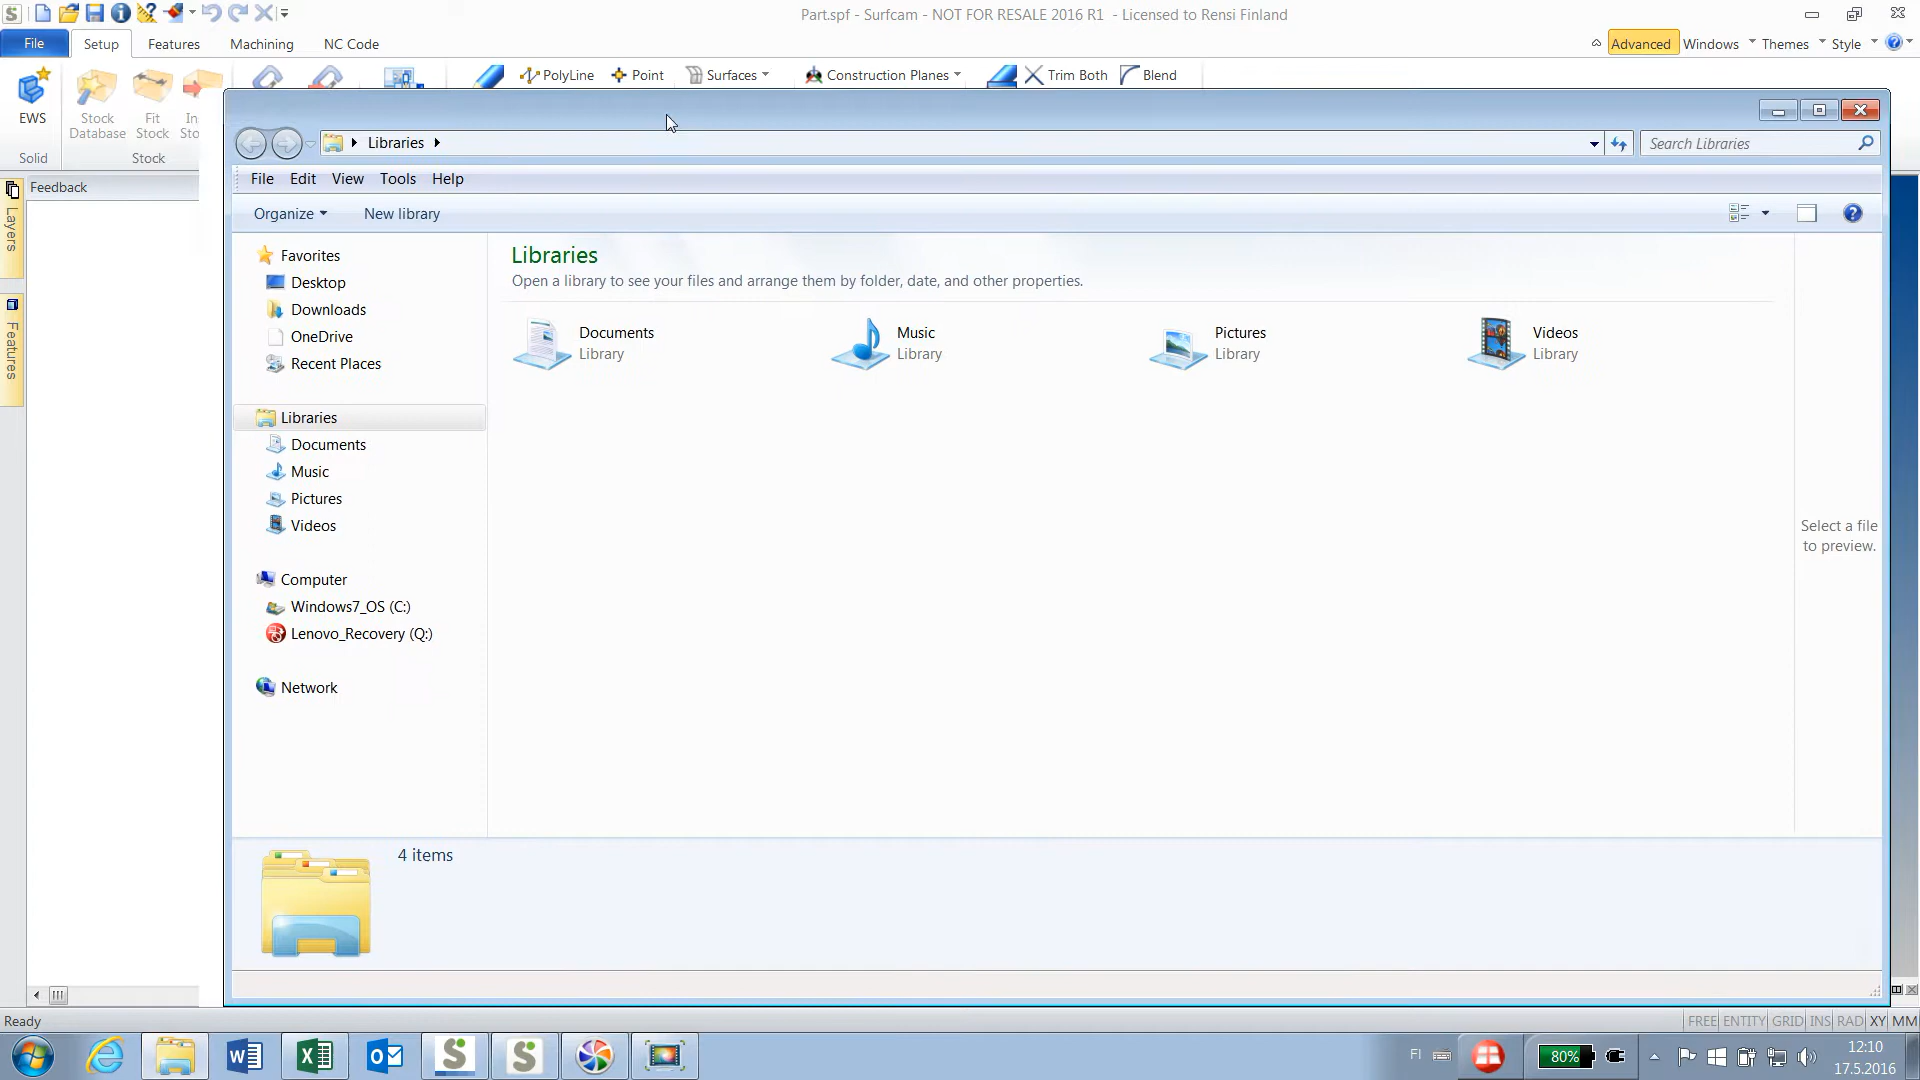 Part.spf - Surfcam - NOT FOR RESALE 2016 R1 - Licensed to Rensi Finland
File Setup Features Machining NC Code
Advanced Windows Themes Style
PolyLine Point Surfaces Construction Planes Trim Both Blend
EWS
Stock Database
Fit Stock
Solid
Stock
Feedback
Layers
Features
Libraries
Search Libraries
File Edit View Tools Help
Organize New library
Favorites
Desktop
Downloads
OneDrive
Recent Places
Libraries
Documents
Music
Pictures
Videos
Computer
Windows7_OS (C:)
Lenovo_Recovery (Q:)
Network
Libraries
Open a library to see your files and arrange them by folder, date, and other properties.
Documents
Library
Music
Library
Pictures
Library
Videos
Library
Select a file
to preview.
4 items
Ready
FREE ENTITY GRID INS RAD XY MM
FI
80%
12:10
17.5.2016